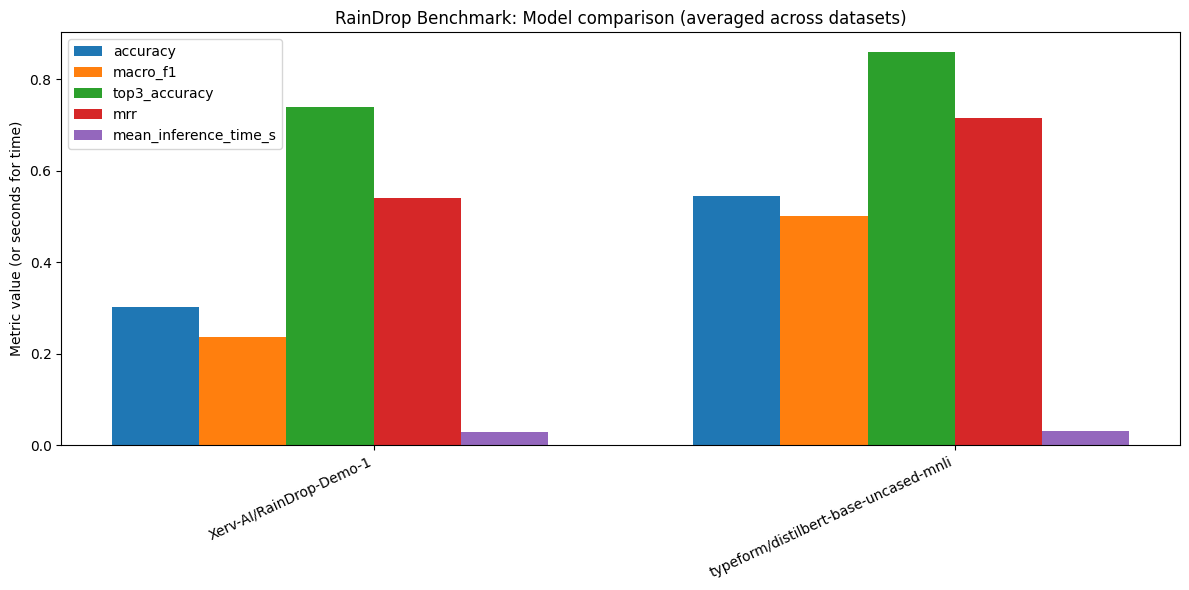 RainDrop Benchmark: Model comparison (averaged across datasets)
accuracy
macro_f1
top3_accuracy
mrr
mean_inference_time_s
Metric value (or seconds for time)
0.8
0.6
0.4
0.2
0.0
Xerv-AI/RainDrop-Demo-1
typeform/distilbert-base-uncased-mnli